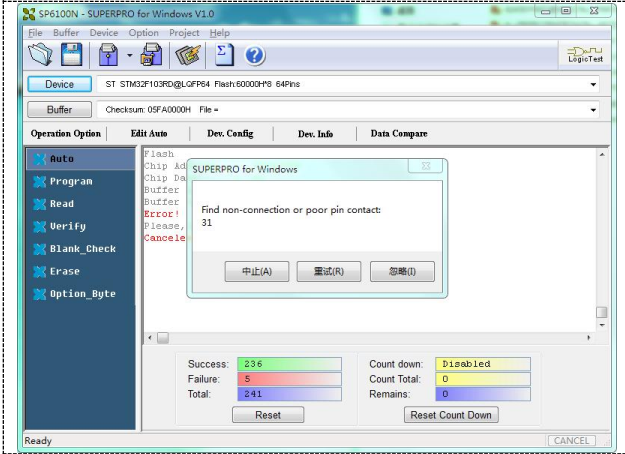 SP6100N - SUPERPRO for Windows V1.0
File Buffer Device Option Project Help
LogicTest
Device ST STM32F103RD@LQFP64 Flash:60000H*8 64Pins
Buffer Checksum: 05FA0000H File =
Operation Option Edit Auto Dev. Config Dev. Info Data Compare
Auto
Program
Read
Verify
Blank_Check
Erase
Option_Byte
Flash
Chip Ad
Chip Da
Buffer
Buffer
Error!
Please,
Cancele
SUPERPRO for Windows
Find non-connection or poor pin contact:
31
中止(A) 重试(R) 忽略(I)
Success: 236
Failure: 5
Total: 241
Reset
Count down: Disabled
Count Total: 0
Remains: 0
Reset Count Down
Ready CANCEL